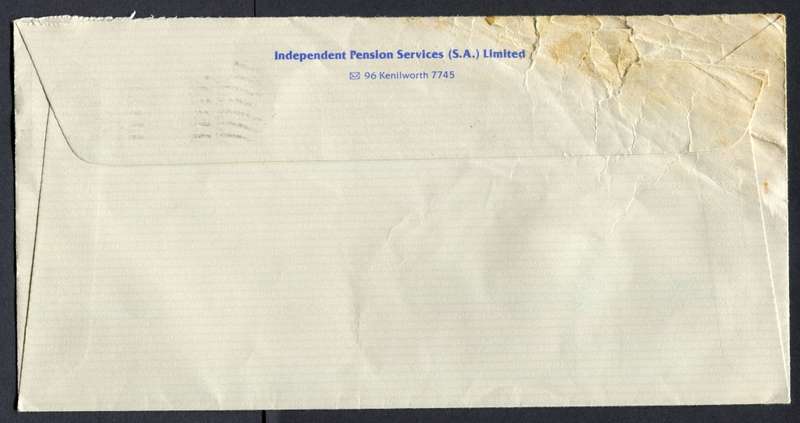 Independent Pension Services (S.A.) Limited
✉ 96 Kenilworth 7745